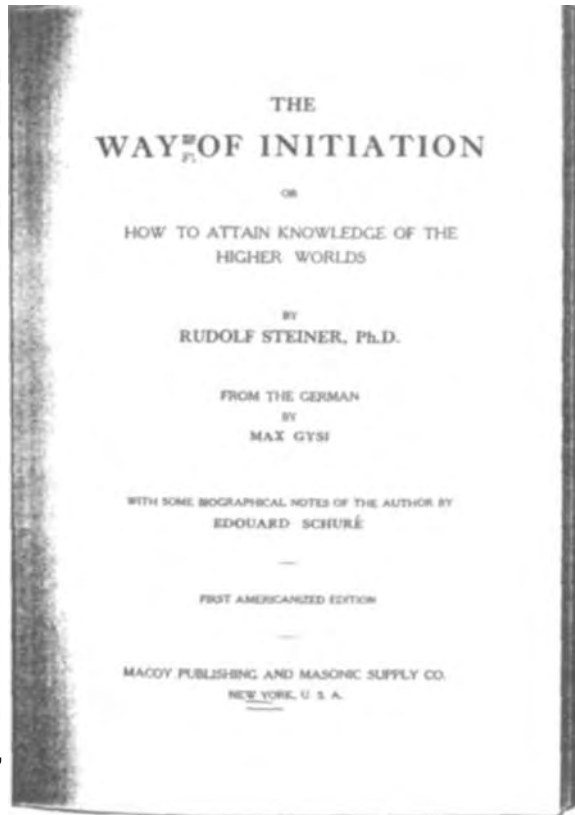 THE
WAY OF INITIATION
OR
HOW TO ATTAIN KNOWLEDGE OF THE
HIGHER WORLDS
BY
RUDOLF STEINER, Ph.D.
FROM THE GERMAN
BY
MAX GYSI
WITH SOME BIOGRAPHICAL NOTES OF THE AUTHOR BY
EDOUARD SCHURÉ
FIRST AMERICANIZED EDITION
MACOY PUBLISHING AND MASONIC SUPPLY CO.
NEW YORK, U. S. A.